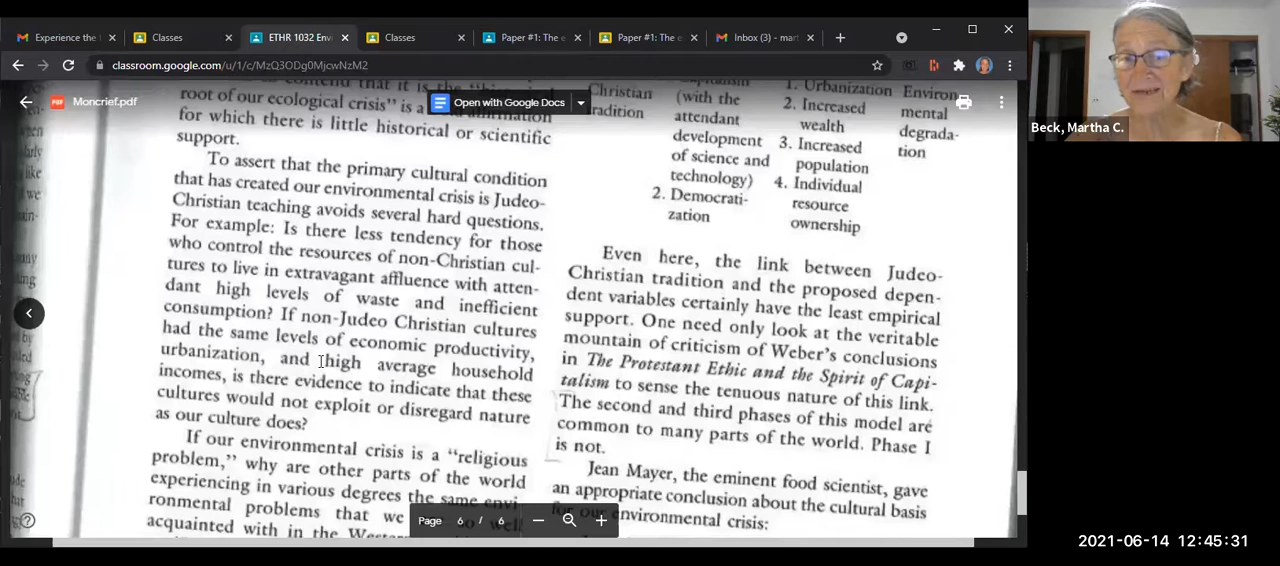 Experience the
Classes
ETHR 1032 Envi
Classes
Paper #1: The e
Paper #1: The e
Inbox (3) - mart
classroom.google.com/u/1/c/MzQ3ODg0MjcwNzM2
Moncrief.pdf
Open with Google Docs
Beck, Martha C.
root of our ecological crisis" is a
for which there is little historical or scientific
support.
To assert that the primary cultural condition
that has created our environmental crisis is Judeo-
Christian teaching avoids several hard questions.
For example: Is there less tendency for those
who control the resources of non-Christian cul-
tures to live in extravagant affluence with atten-
dant high levels of waste and inefficient
consumption? If non-Judeo Christian cultures
had the same levels of economic productivity,
urbanization, and high average household
incomes, is there evidence to indicate that these
cultures would not exploit or disregard nature
as our culture does?
If our environmental crisis is a "religious
problem," why are other parts of the world
experiencing in various degrees the same envi-
ronmental problems that we
acquainted with in the
Christian
tradition
(with the
attendant
development
of science and
technology)
2. Democrati-
zation
1. Urbanization
2. Increased
wealth
3. Increased
population
4. Individual
resource
ownership
Environ-
mental
degrada-
tion
Even here, the link between Judeo-
Christian tradition and the proposed depen-
dent variables certainly have the least empirical
support. One need only look at the veritable
mountain of criticism of Weber's conclusions
in The Protestant Ethic and the Spirit of Capi-
talism to sense the tenuous nature of this link.
The second and third phases of this model are
common to many parts of the world. Phase I
is not.
Jean Mayer, the eminent food scientist, gave
an appropriate conclusion about the cultural basis
for our environmental crisis:
Page 6 / 6
2021-06-14 12:45:31